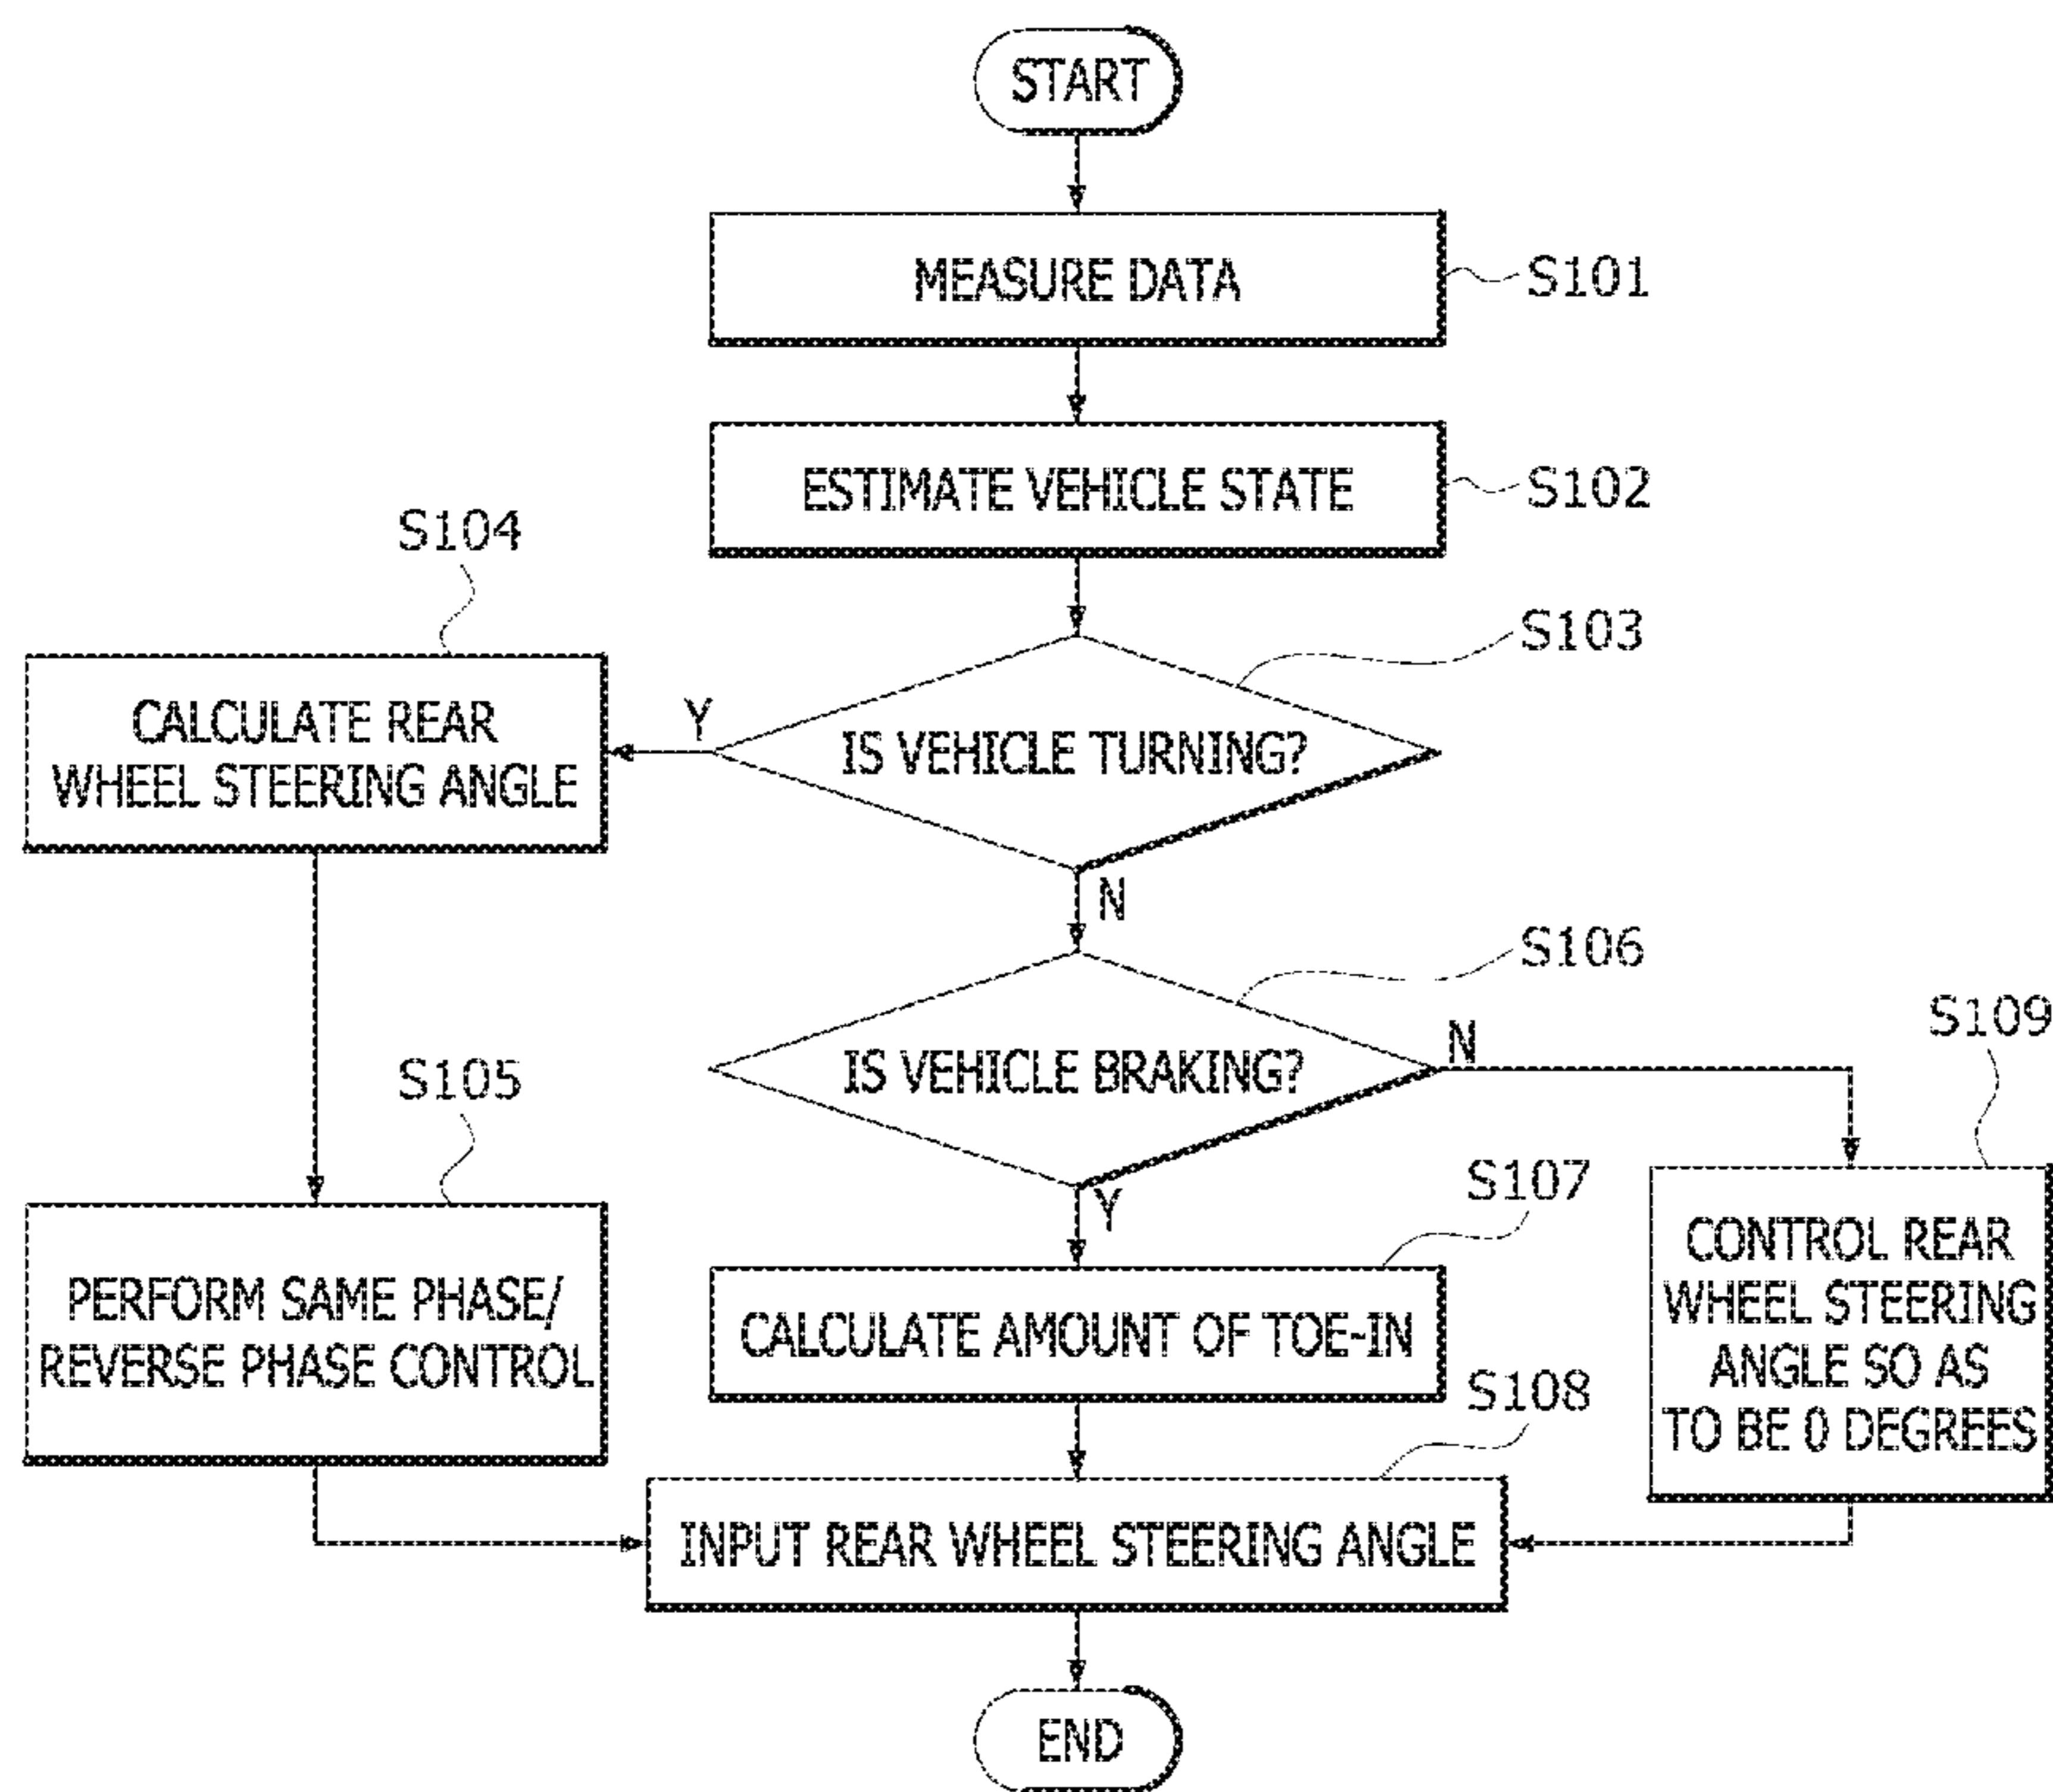 START
MEASURE DATA
S101
ESTIMATE VEHICLE STATE
S102
S104
S103
CALCULATE REAR
WHEEL STEERING ANGLE
Y
IS VEHICLE TURNING?
N
S106
S109
IS VEHICLE BRAKING?
N
S105
Y
S107
PERFORM SAME PHASE/
REVERSE PHASE CONTROL
CALCULATE AMOUNT OF TOE-IN
CONTROL REAR
WHEEL STEERING
ANGLE SO AS
TO BE 0 DEGREES
S108
INPUT REAR WHEEL STEERING ANGLE
END